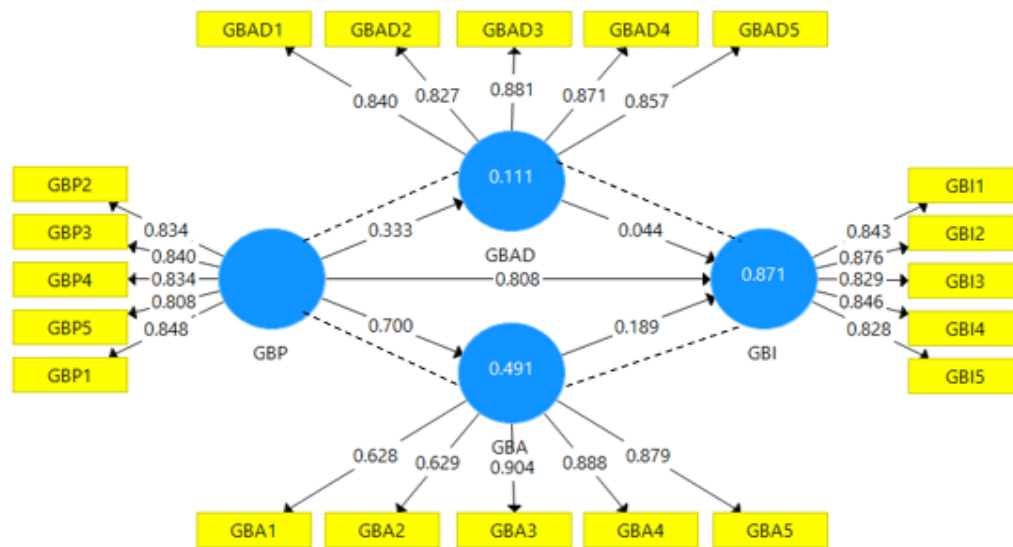 GBAD1 GBAD2 GBAD3 GBAD4 GBAD5
0.840 0.827 0.881 0.871 0.857
GBP2
GBP3
GBP4
GBP5
GBP1
0.834
0.840
0.834
0.808
0.848
GBP
0.111
GBAD
0.333
0.044
0.808
0.700
0.189
0.491
GBA
0.871
GBI
0.843
0.876
0.829
0.846
0.828
GBI1
GBI2
GBI3
GBI4
GBI5
0.628 0.629 0.904 0.888 0.879
GBA1 GBA2 GBA3 GBA4 GBA5